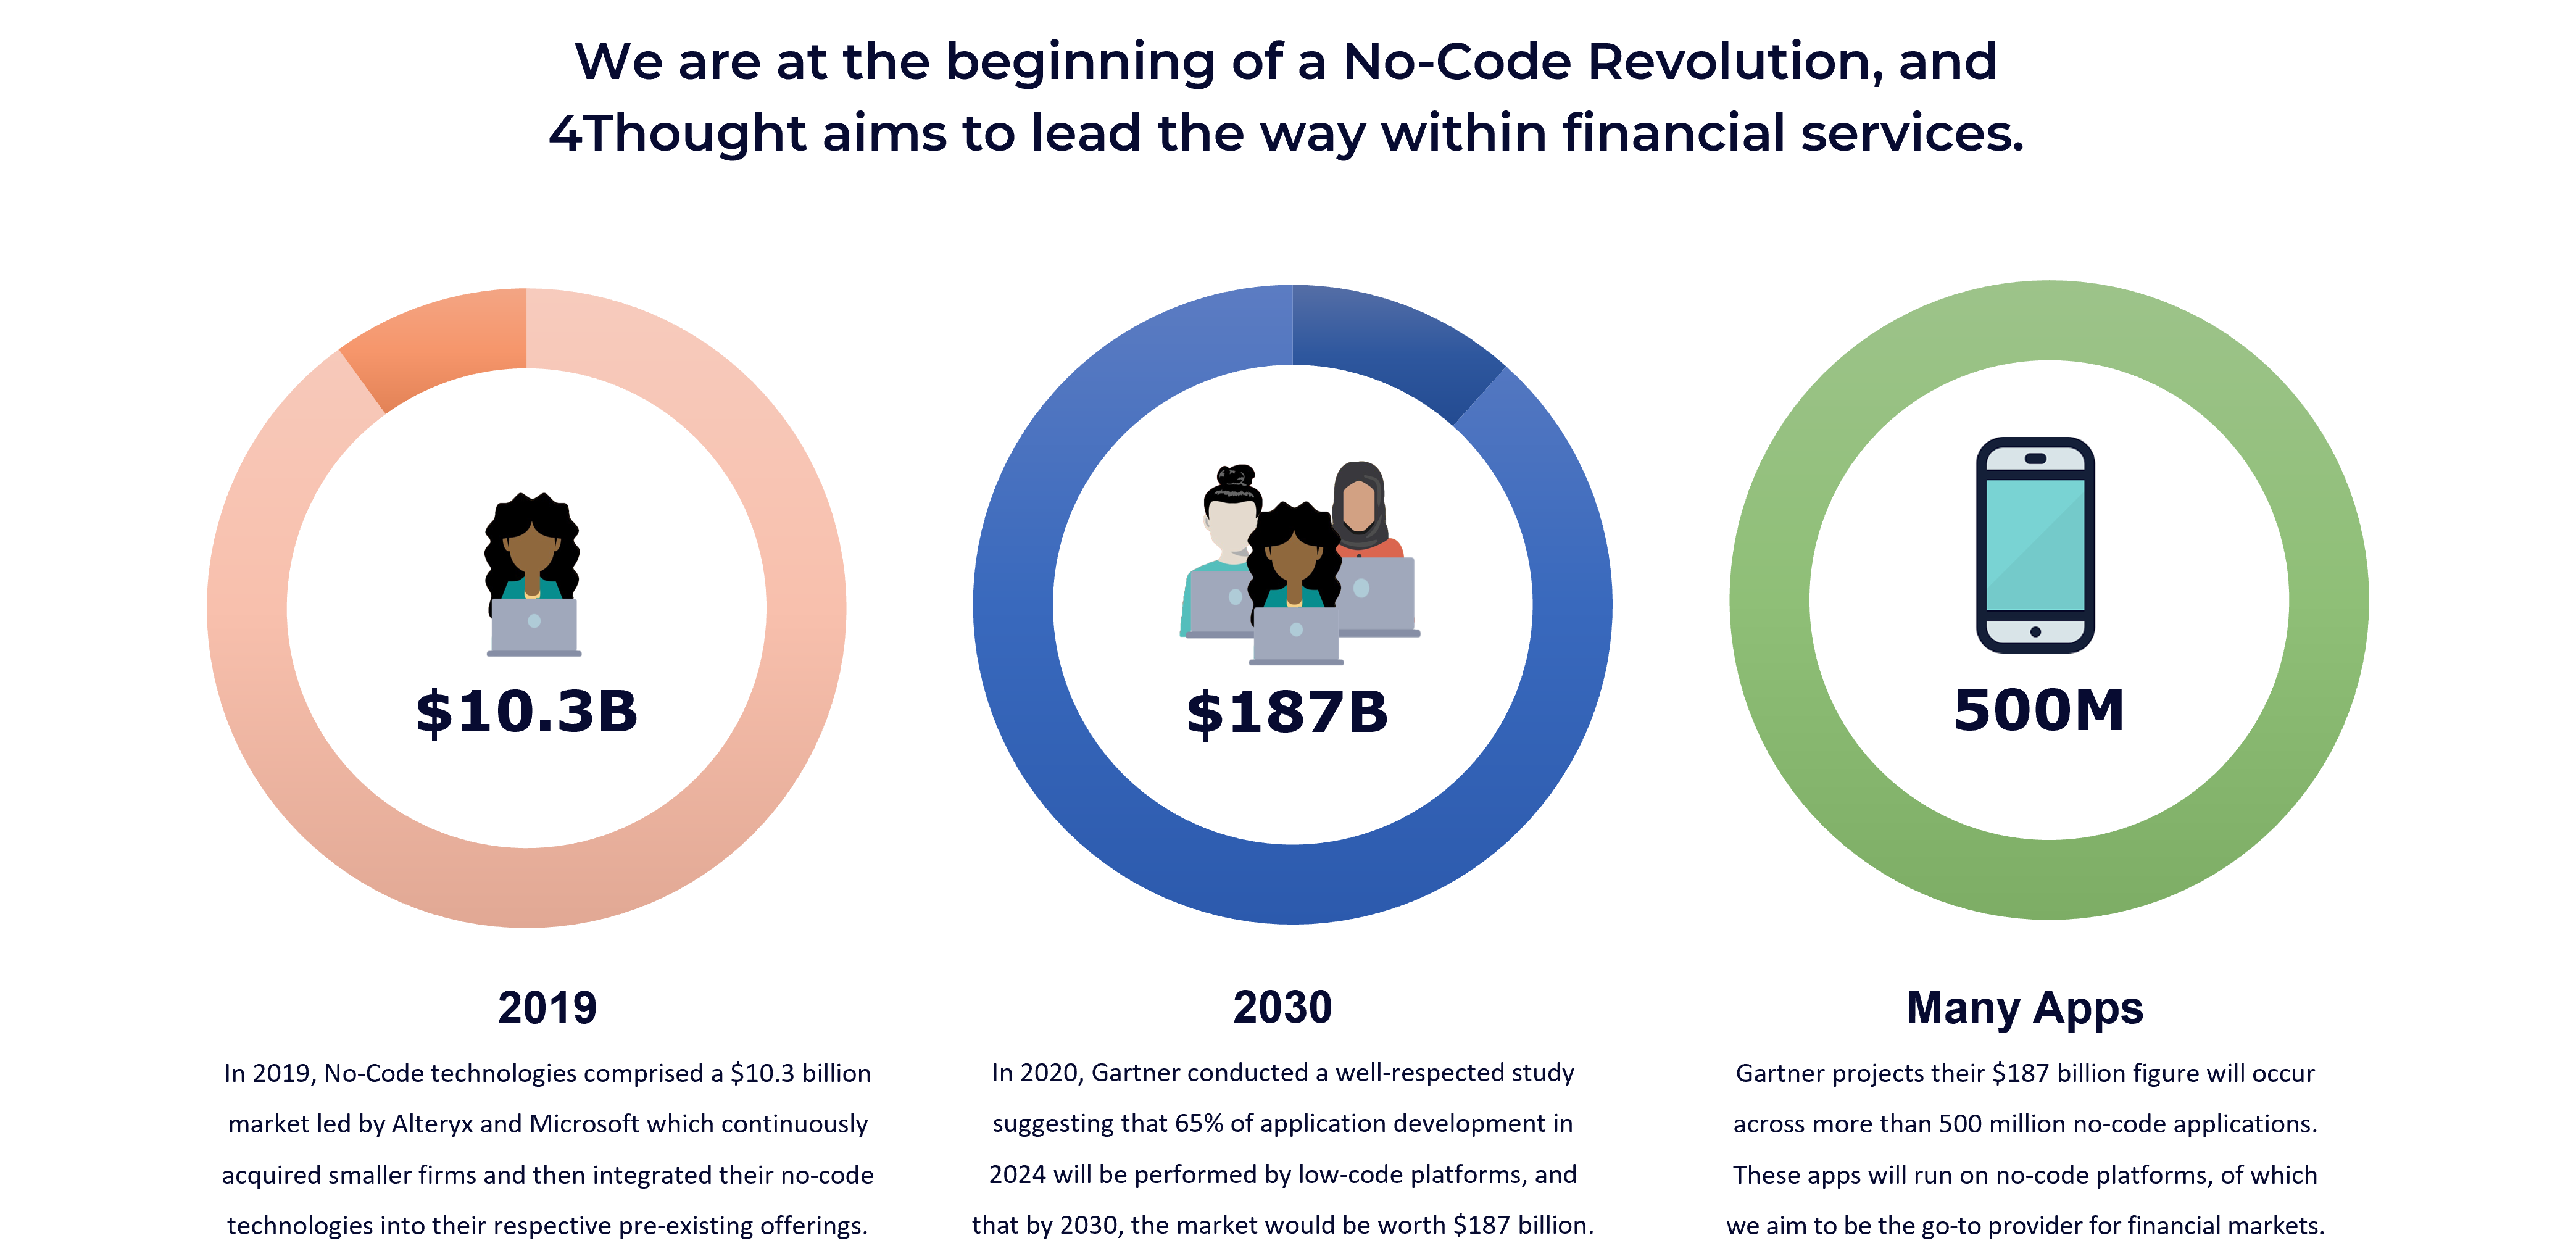 We are at the beginning of a No-Code Revolution, and
4Thought aims to lead the way within financial services.
$10.3B
$187B
500M
2019
In 2019, No-Code technologies comprised a $10.3 billion
market led by Alteryx and Microsoft which continuously
acquired smaller firms and then integrated their no-code
technologies into their respective pre-existing offerings.
2030
In 2020, Gartner conducted a well-respected study
suggesting that 65% of application development in
2024 will be performed by low-code platforms, and
that by 2030, the market would be worth $187 billion.
Many Apps
Gartner projects their $187 billion figure will occur
across more than 500 million no-code applications.
These apps will run on no-code platforms, of which
we aim to be the go-to provider for financial markets.